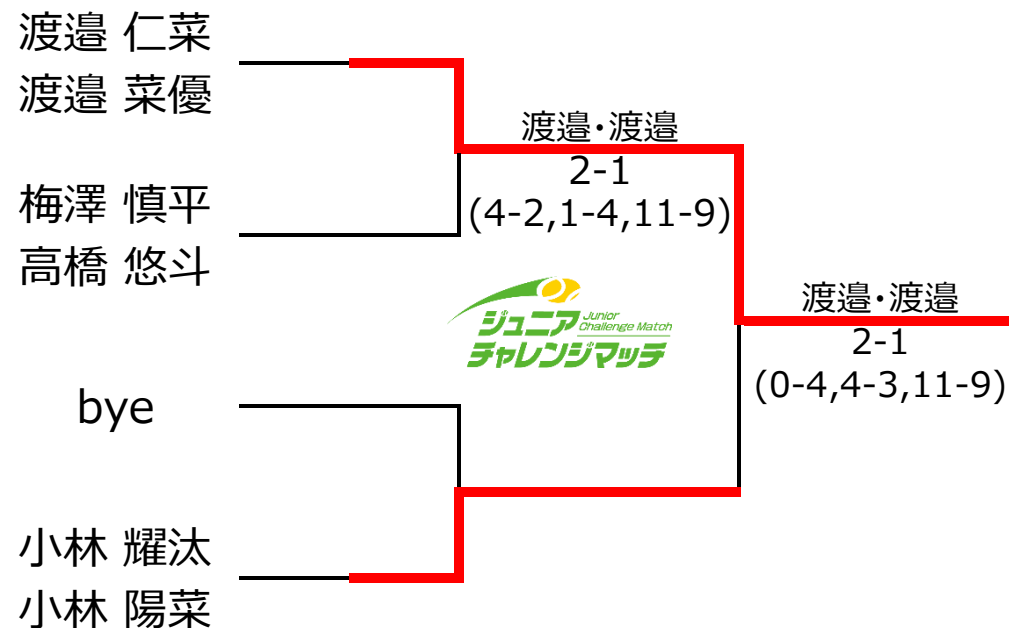 渡邉 仁菜
渡邉 菜優
渡邉・渡邉
2-1
(4-2,1-4,11-9)
梅澤 慎平
高橋 悠斗
ジュニア
Junior
Challenge Match
チャレンジマッチ
渡邉・渡邉
2-1
(0-4,4-3,11-9)
bye
小林 耀汰
小林 陽菜